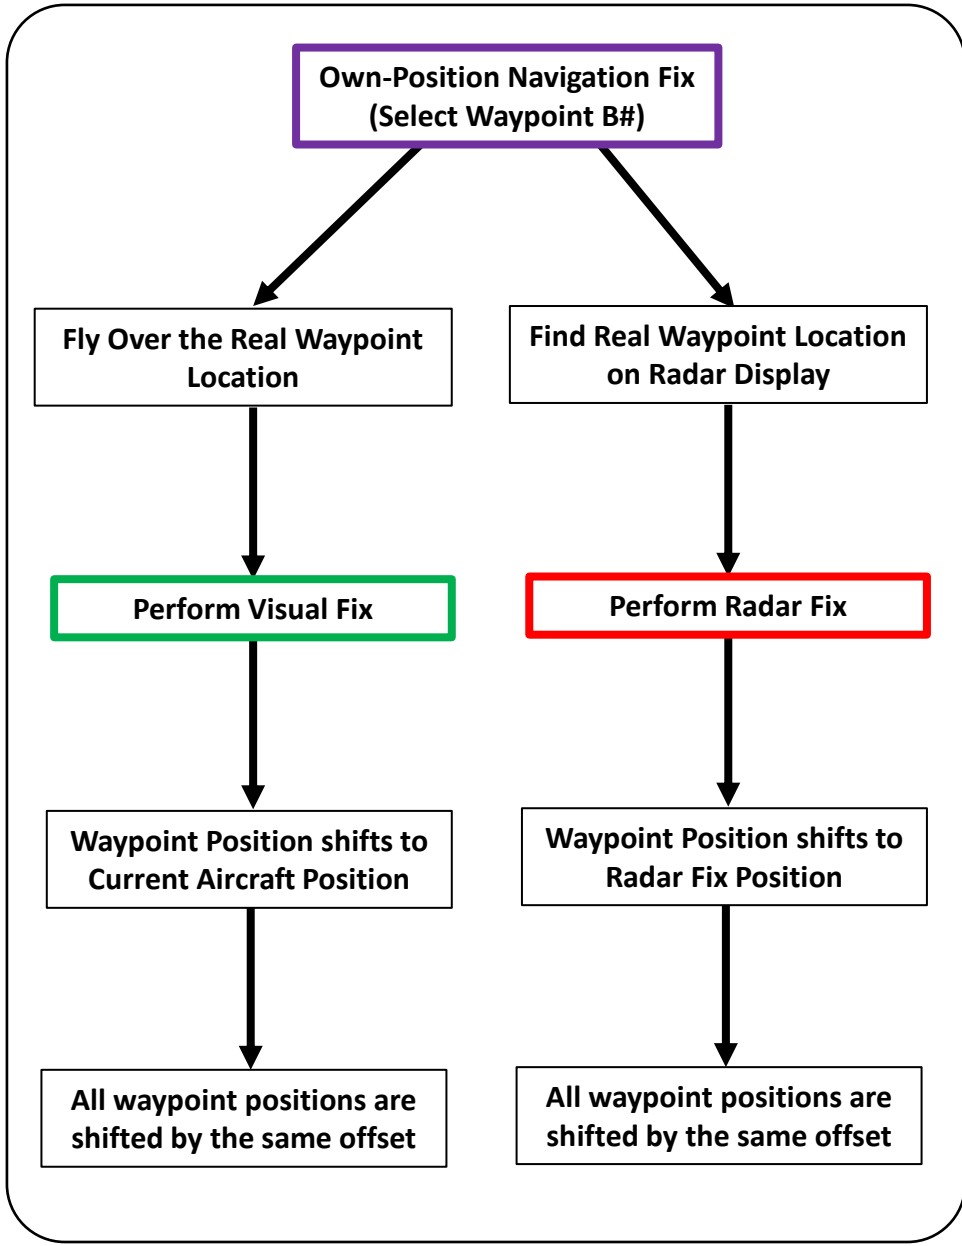 Own-Position Navigation Fix
(Select Waypoint B#)
Fly Over the Real Waypoint
Location
Find Real Waypoint Location
on Radar Display
Perform Visual Fix
Perform Radar Fix
Waypoint Position shifts to
Current Aircraft Position
Waypoint Position shifts to
Radar Fix Position
All waypoint positions are
shifted by the same offset
All waypoint positions are
shifted by the same offset